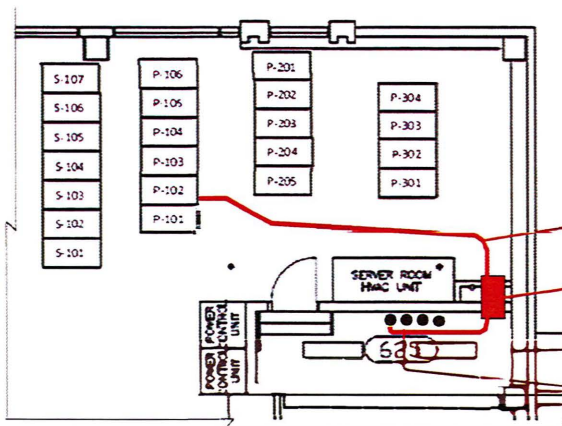 S-107
S-106
S-105
S-104
S-103
S-102
S-101
P-106
P-105
P-104
P-103
P-102
P-101
P-201
P-202
P-203
P-204
P-205
P-304
P-303
P-302
P-301
SERVER ROOM
HVAC UNIT
POWER
CONTROL
UNIT
POWER
CONTROL
UNIT